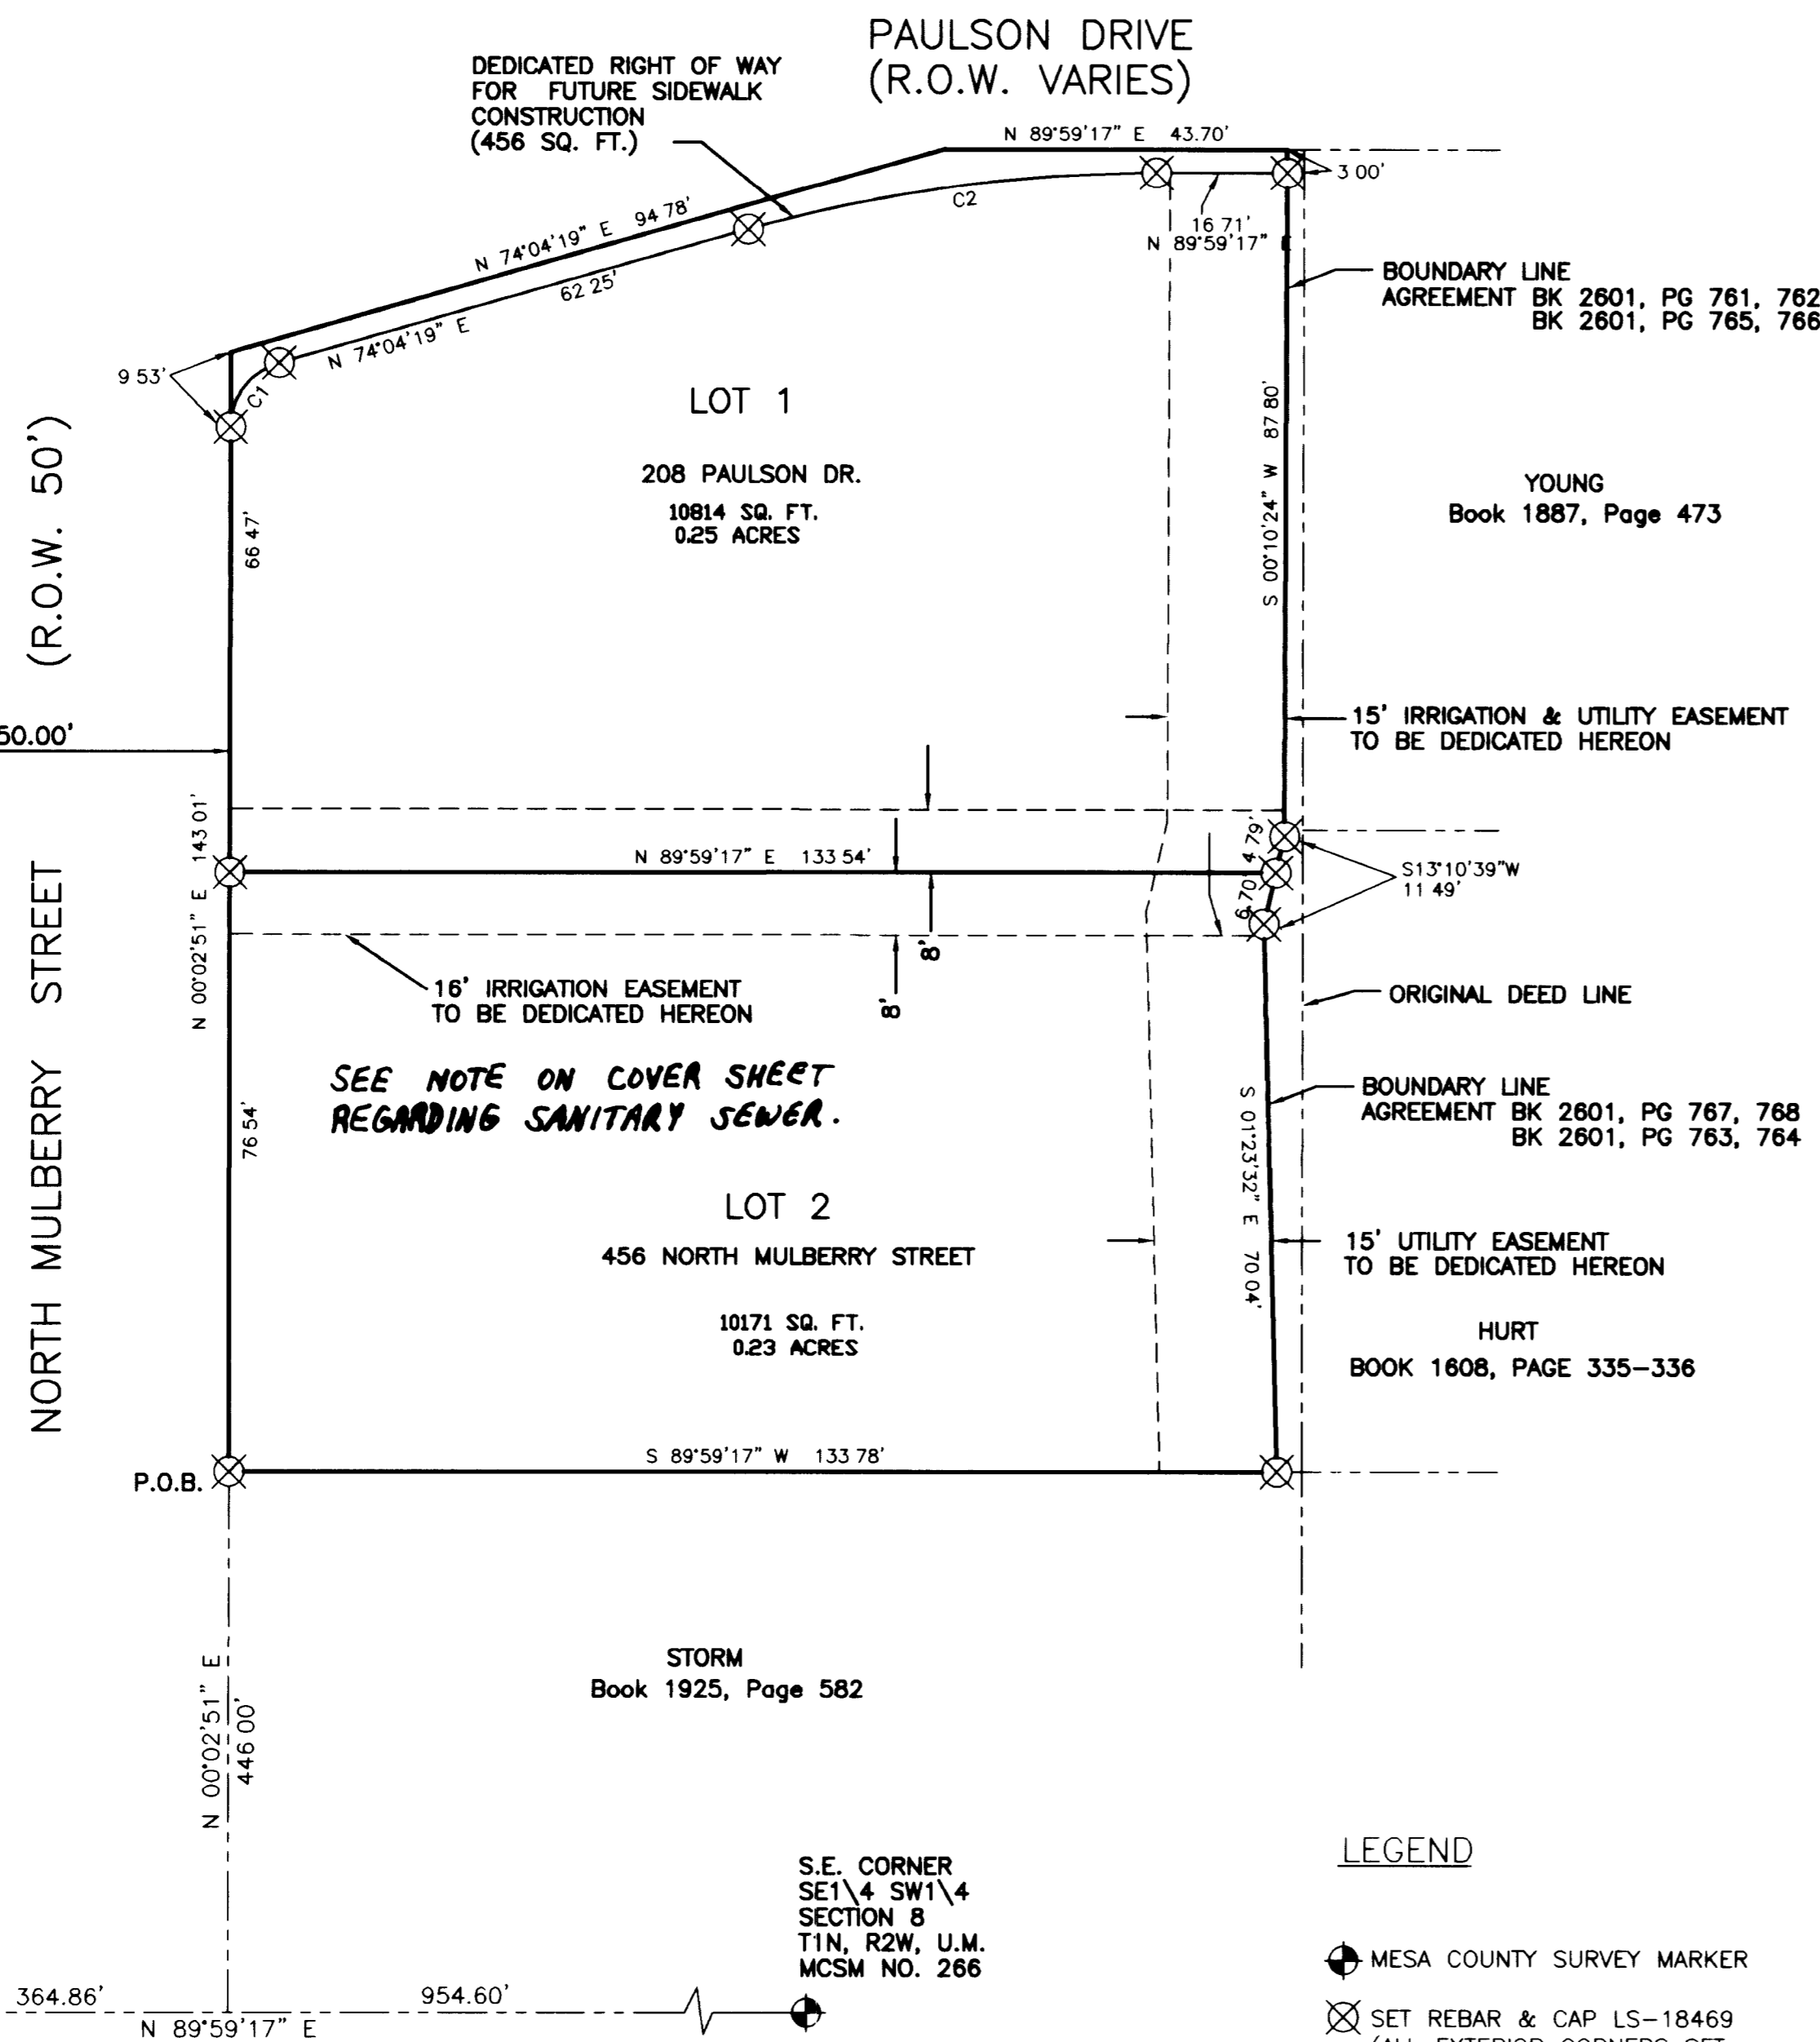 PAULSON DRIVE
(R.O.W. VARIES)
DEDICATED RIGHT OF WAY
FOR FUTURE SIDEWALK
CONSTRUCTION
(456 SQ. FT.)
N 89°59'17" E 43.70'
3 00'
C2
16 71'
N 89°59'17" E
N 74°04'19" E 94 78'
62 25'
N 74°04'19" E
9 53'
C1
BOUNDARY LINE
AGREEMENT BK 2601, PG 761, 762
BK 2601, PG 765, 766
LOT 1
208 PAULSON DR.
10814 SQ. FT.
0.25 ACRES
S 00°10'24" W 87 80'
YOUNG
Book 1887, Page 473
(R.O.W. 50')
66 47'
50.00'
15' IRRIGATION & UTILITY EASEMENT
TO BE DEDICATED HEREON
N 00°02'51" E 143 01'
N 89°59'17" E 133 54'
4 79'
6.70'
S13°10'39"W
11 49'
8'
8'
16' IRRIGATION EASEMENT
TO BE DEDICATED HEREON
ORIGINAL DEED LINE
NORTH MULBERRY STREET
SEE NOTE ON COVER SHEET
REGARDING SANITARY SEWER.
76 54'
BOUNDARY LINE
AGREEMENT BK 2601, PG 767, 768
BK 2601, PG 763, 764
S 01°23'32" E 70 04'
LOT 2
456 NORTH MULBERRY STREET
10171 SQ. FT.
0.23 ACRES
15' UTILITY EASEMENT
TO BE DEDICATED HEREON
HURT
BOOK 1608, PAGE 335-336
S 89°59'17" W 133 78'
P.O.B.
STORM
Book 1925, Page 582
N 00°02'51" E
446 00'
S.E. CORNER
SE1\4 SW1\4
SECTION 8
T1N, R2W, U.M.
MCSM NO. 266
364.86'
954.60'
N 89°59'17" E
LEGEND
MESA COUNTY SURVEY MARKER
SET REBAR & CAP LS-18469
(ALL EXTERIOR CORNERS SET